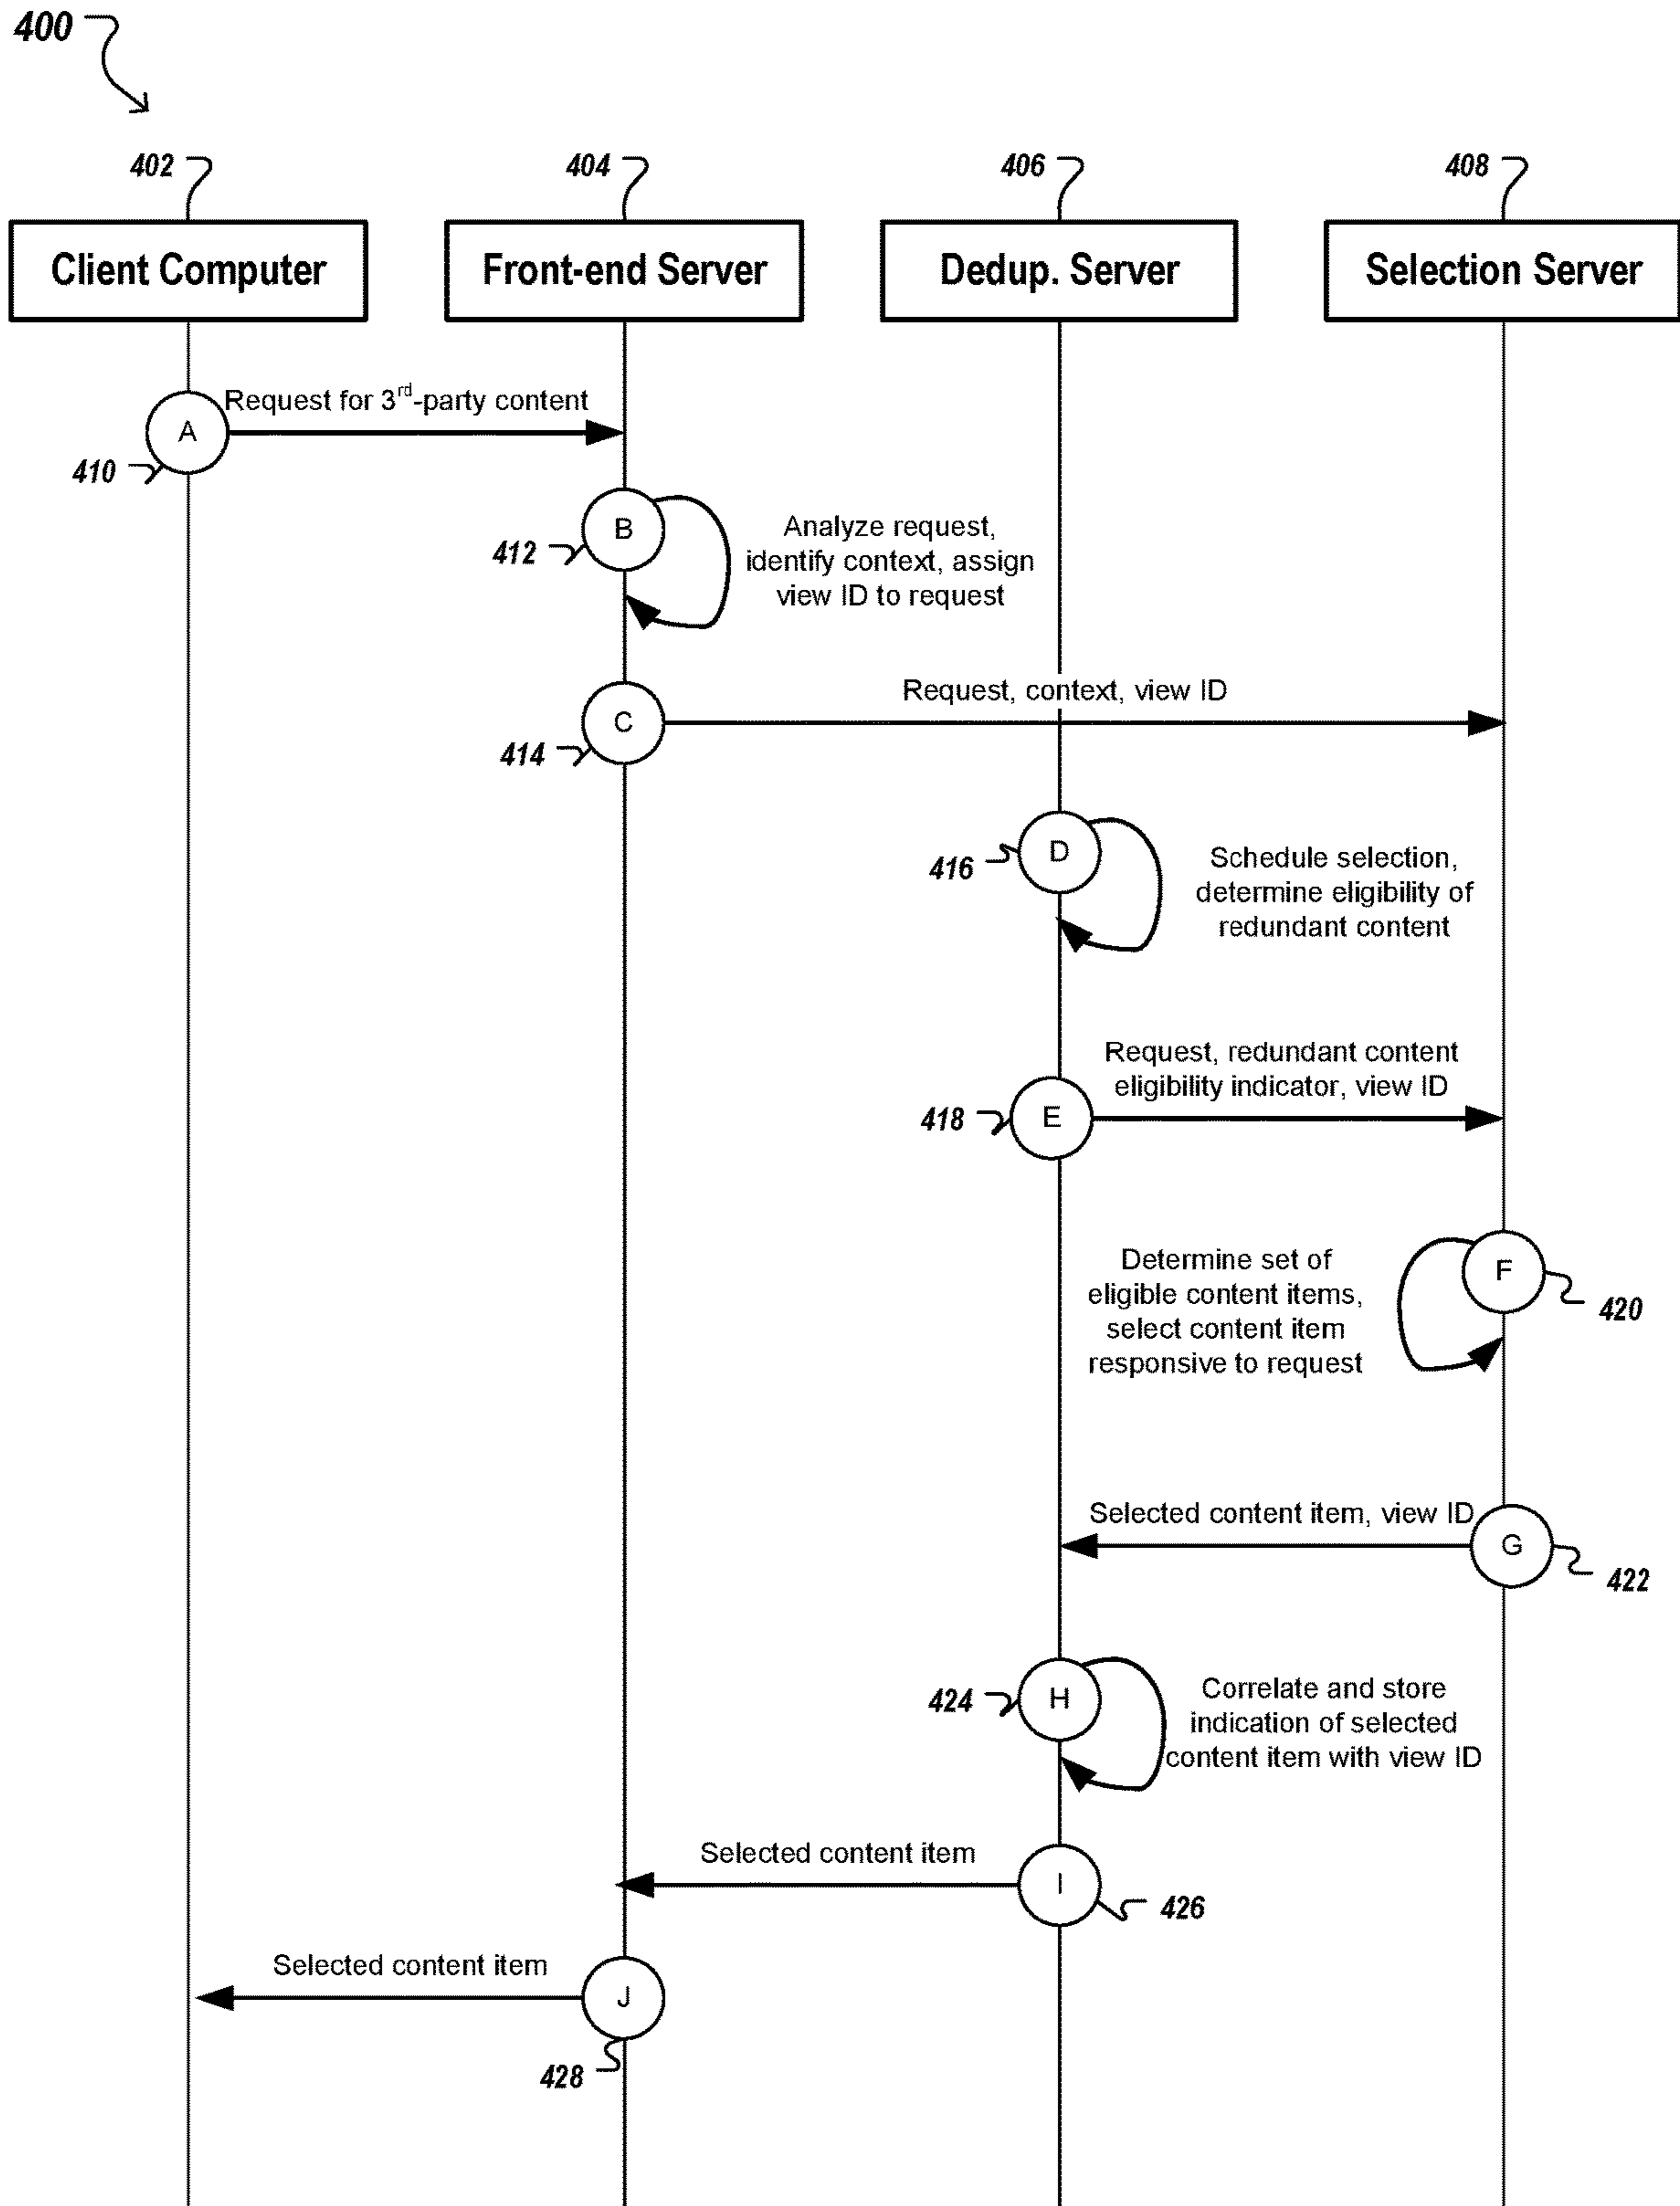 400
402
404
406
408
Client Computer
Front-end Server
Dedup. Server
Selection Server
Request for 3rd-party content
A
410
B
412
Analyze request,
identify context, assign
view ID to request
Request, context, view ID
C
414
D
416
Schedule selection,
determine eligibility of
redundant content
Request, redundant content
eligibility indicator, view ID
E
418
Determine set of
eligible content items,
select content item
responsive to request
F
420
Selected content item, view ID
G
422
H
424
Correlate and store
indication of selected
content item with view ID
Selected content item
I
426
Selected content item
J
428